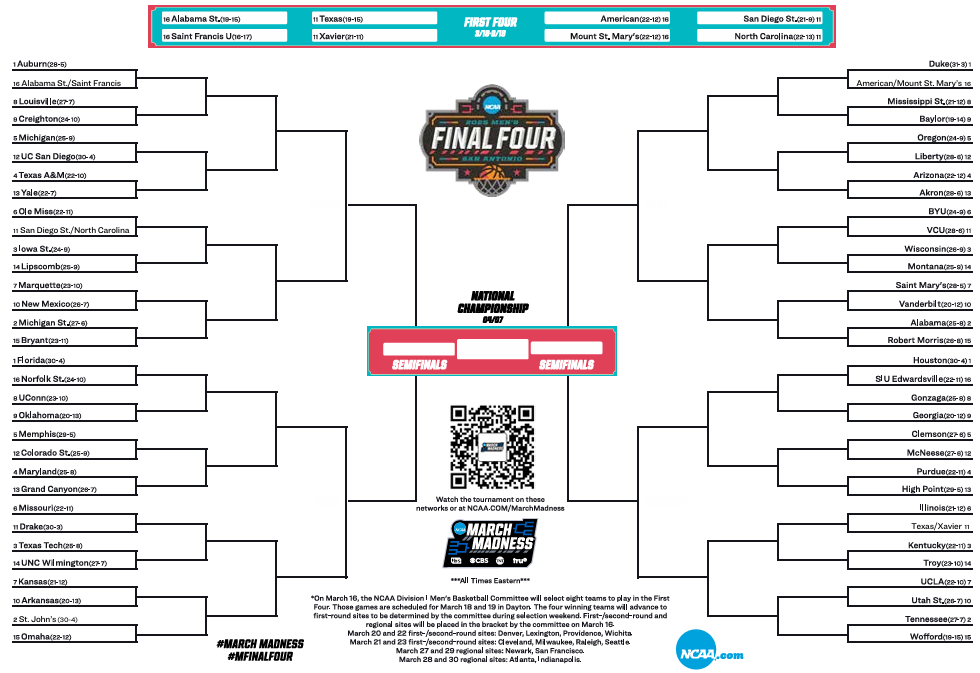 16 Alabama St.(19-15)
16 Saint Francis U(16-17)
11 Texas(19-15)
11 Xavier(21-11)
FIRST FOUR
3/18-3/19
American(22-12) 16
Mount St. Mary's(22-12) 16
San Diego St.(21-9) 11
North Carolina(22-13) 11
1 Auburn(28-5)
16 Alabama St./Saint Francis
8 Louisville(27-7)
9 Creighton(24-10)
5 Michigan(25-9)
12 UC San Diego(30-4)
4 Texas A&M(22-10)
13 Yale(22-7)
6 Ole Miss(22-11)
11 San Diego St./North Carolina
3 Iowa St.(24-9)
14 Lipscomb(25-9)
7 Marquette(23-10)
10 New Mexico(26-7)
2 Michigan St.(27-6)
15 Bryant(23-11)
1 Florida(30-4)
16 Norfolk St.(24-10)
8 UConn(23-10)
9 Oklahoma(20-13)
5 Memphis(29-5)
12 Colorado St.(25-9)
4 Maryland(25-8)
13 Grand Canyon(26-7)
6 Missouri(22-11)
11 Drake(30-3)
3 Texas Tech(25-8)
14 UNC Wilmington(27-7)
7 Kansas(21-12)
10 Arkansas(20-13)
2 St. John's (30-4)
15 Omaha(22-12)
NCAA
2025 MEN'S
FINAL FOUR
SAN ANTONIO
NATIONAL
CHAMPIONSHIP
04/07
SEMIFINALS
SEMIFINALS
MARCH
MADNESS
Watch the tournament on these
networks or at NCAA.COM/MarchMadness
NCAA
MARCH
MADNESS
tbs CBS TNT truTV
***All Times Eastern***
*On March 16, the NCAA Division I Men's Basketball Committee will select eight teams to play in the First
Four. Those games are scheduled for March 18 and 19 in Dayton. The four winning teams will advance to
first-round sites to be determined by the committee during selection weekend. First-/second-round and
regional sites will be placed in the bracket by the committee on March 16.
March 20 and 22 first-/second-round sites: Denver, Lexington, Providence, Wichita.
March 21 and 23 first-/second-round sites: Cleveland, Milwaukee, Raleigh, Seattle.
March 27 and 29 regional sites: Newark, San Francisco.
March 28 and 30 regional sites: Atlanta, Indianapolis.
#MARCH MADNESS
#MFINALFOUR
NCAA.com
Duke(31-3) 1
American/Mount St. Mary's 16
Mississippi St.(21-12) 8
Baylor(19-14) 9
Oregon(24-9) 5
Liberty(28-6) 12
Arizona(22-12) 4
Akron(28-6) 13
BYU(24-9) 6
VCU(28-6) 11
Wisconsin(26-9) 3
Montana(25-9) 14
Saint Mary's(28-5) 7
Vanderbilt(20-12) 10
Alabama(25-8) 2
Robert Morris(26-8) 15
Houston(30-4) 1
SIU Edwardsville(22-11) 16
Gonzaga(25-8) 8
Georgia(20-12) 9
Clemson(27-6) 5
McNeese(27-6) 12
Purdue(22-11) 4
High Point(29-5) 13
Illinois(21-12) 6
Texas/Xavier 11
Kentucky(22-11) 3
Troy(23-10) 14
UCLA(22-10) 7
Utah St.(26-7) 10
Tennessee(27-7) 2
Wofford(19-15) 15